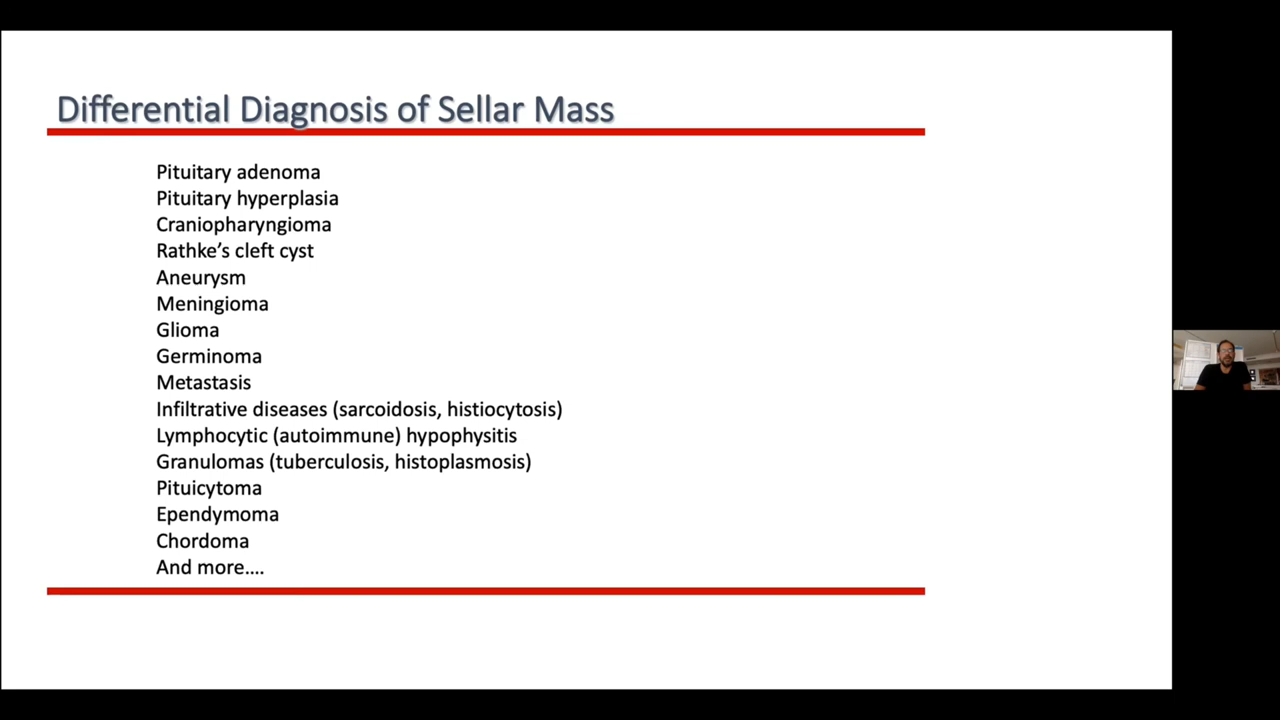 Differential Diagnosis of Sellar Mass
Pituitary adenoma
Pituitary hyperplasia
Craniopharyngioma
Rathke’s cleft cyst
Aneurysm
Meningioma
Glioma
Germinoma
Metastasis
Infiltrative diseases (sarcoidosis, histiocytosis)
Lymphocytic (autoimmune) hypophysitis
Granulomas (tuberculosis, histoplasmosis)
Pituicytoma
Ependymoma
Chordoma
And more....